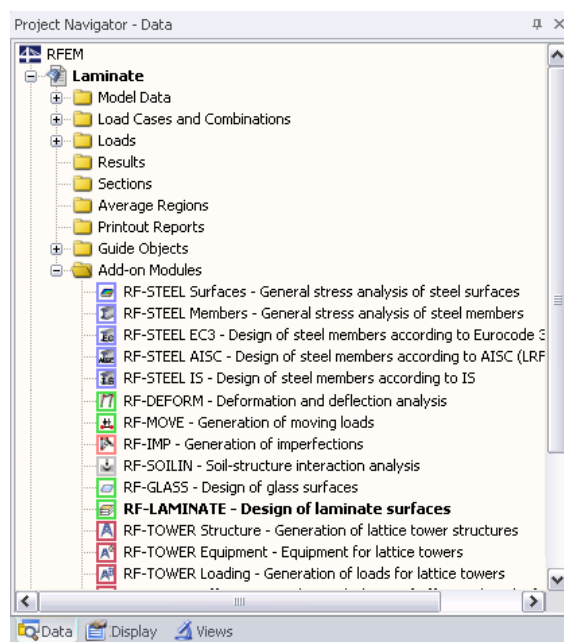 Project Navigator - Data
RFEM
Laminate
Model Data
Load Cases and Combinations
Loads
Results
Sections
Average Regions
Printout Reports
Guide Objects
Add-on Modules
RF-STEEL Surfaces - General stress analysis of steel surfaces
RF-STEEL Members - General stress analysis of steel members
RF-STEEL EC3 - Design of steel members according to Eurocode 3
RF-STEEL AISC - Design of steel members according to AISC (LRF
RF-STEEL IS - Design of steel members according to IS
RF-DEFORM - Deformation and deflection analysis
RF-MOVE - Generation of moving loads
RF-IMP - Generation of imperfections
RF-SOILIN - Soil-structure interaction analysis
RF-GLASS - Design of glass surfaces
RF-LAMINATE - Design of laminate surfaces
RF-TOWER Structure - Generation of lattice tower structures
RF-TOWER Equipment - Equipment for lattice towers
RF-TOWER Loading - Generation of loads for lattice towers
Data Display Views